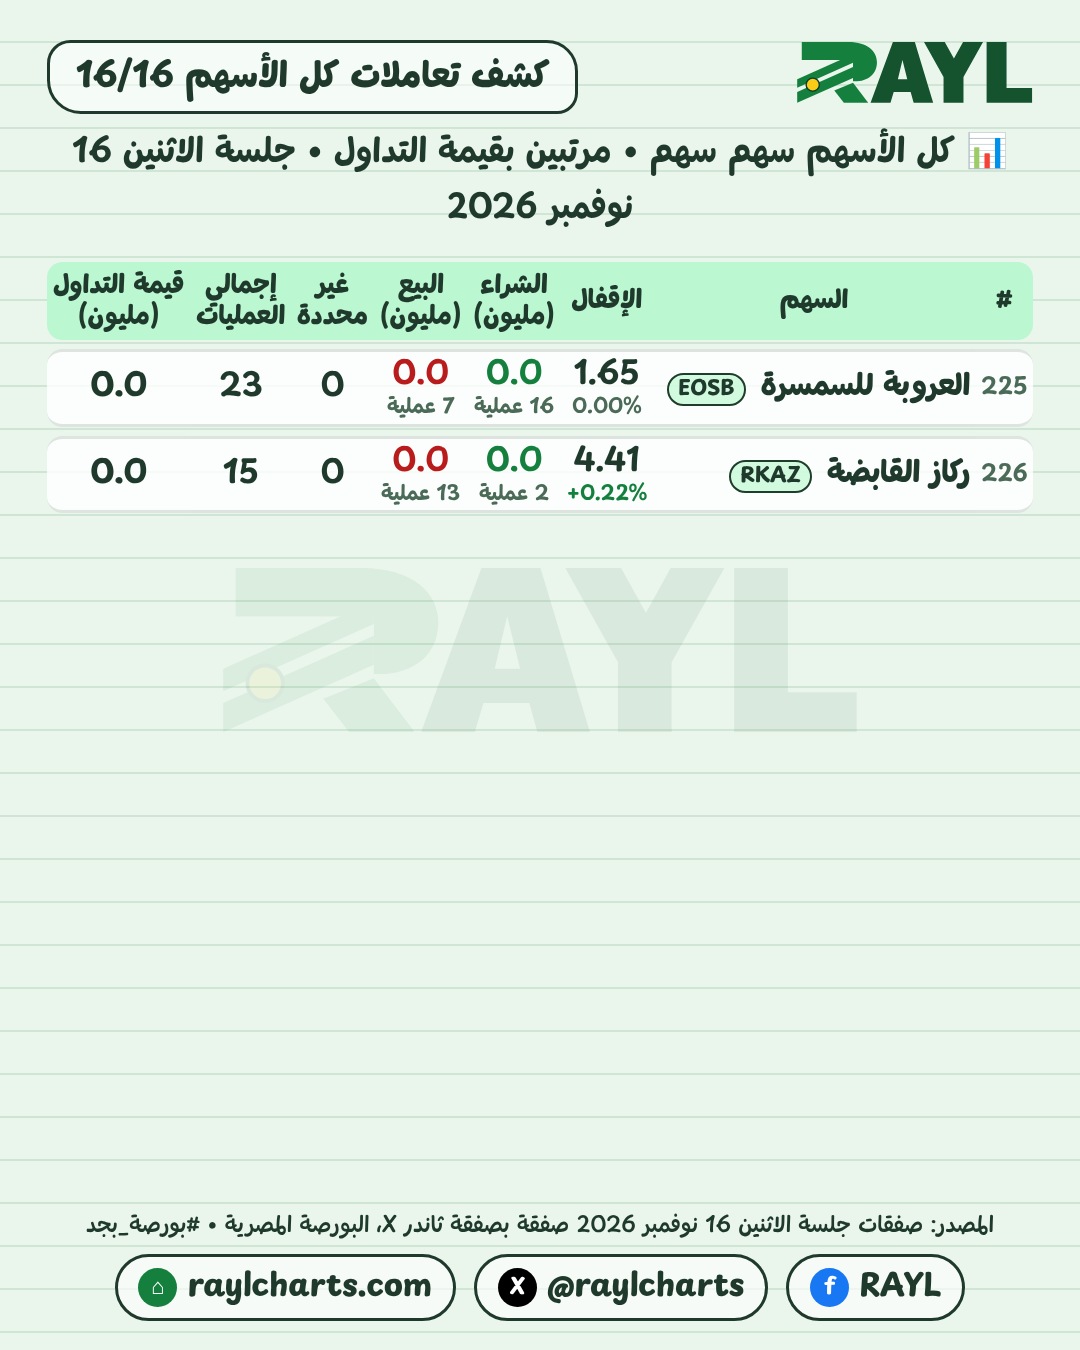 RAYL
كشف تعاملات كل الأسهم 16/16
📊 كل الأسهم سهم سهم • مرتبين بقيمة التداول • جلسة الاثنين 16
نوفمبر 2026
# السهم الإقفال الشراء (مليون) البيع (مليون) غير محددة إجمالي العمليات قيمة التداول (مليون)
225 العروبة للسمسرة EOSB 1.65 0.0 0.0 0 23 0.0
0.00% 16 عملية 7 عملية
226 ركاز القابضة RKAZ 4.41 0.0 0.0 0 15 0.0
+0.22% 2 عملية 13 عملية
RAYL
المصدر: صفقات جلسة الاثنين 16 نوفمبر 2026 صفقة بصفقة ثاندر X، البورصة المصرية • #بورصة_بجد
raylcharts.com X @raylcharts f RAYL